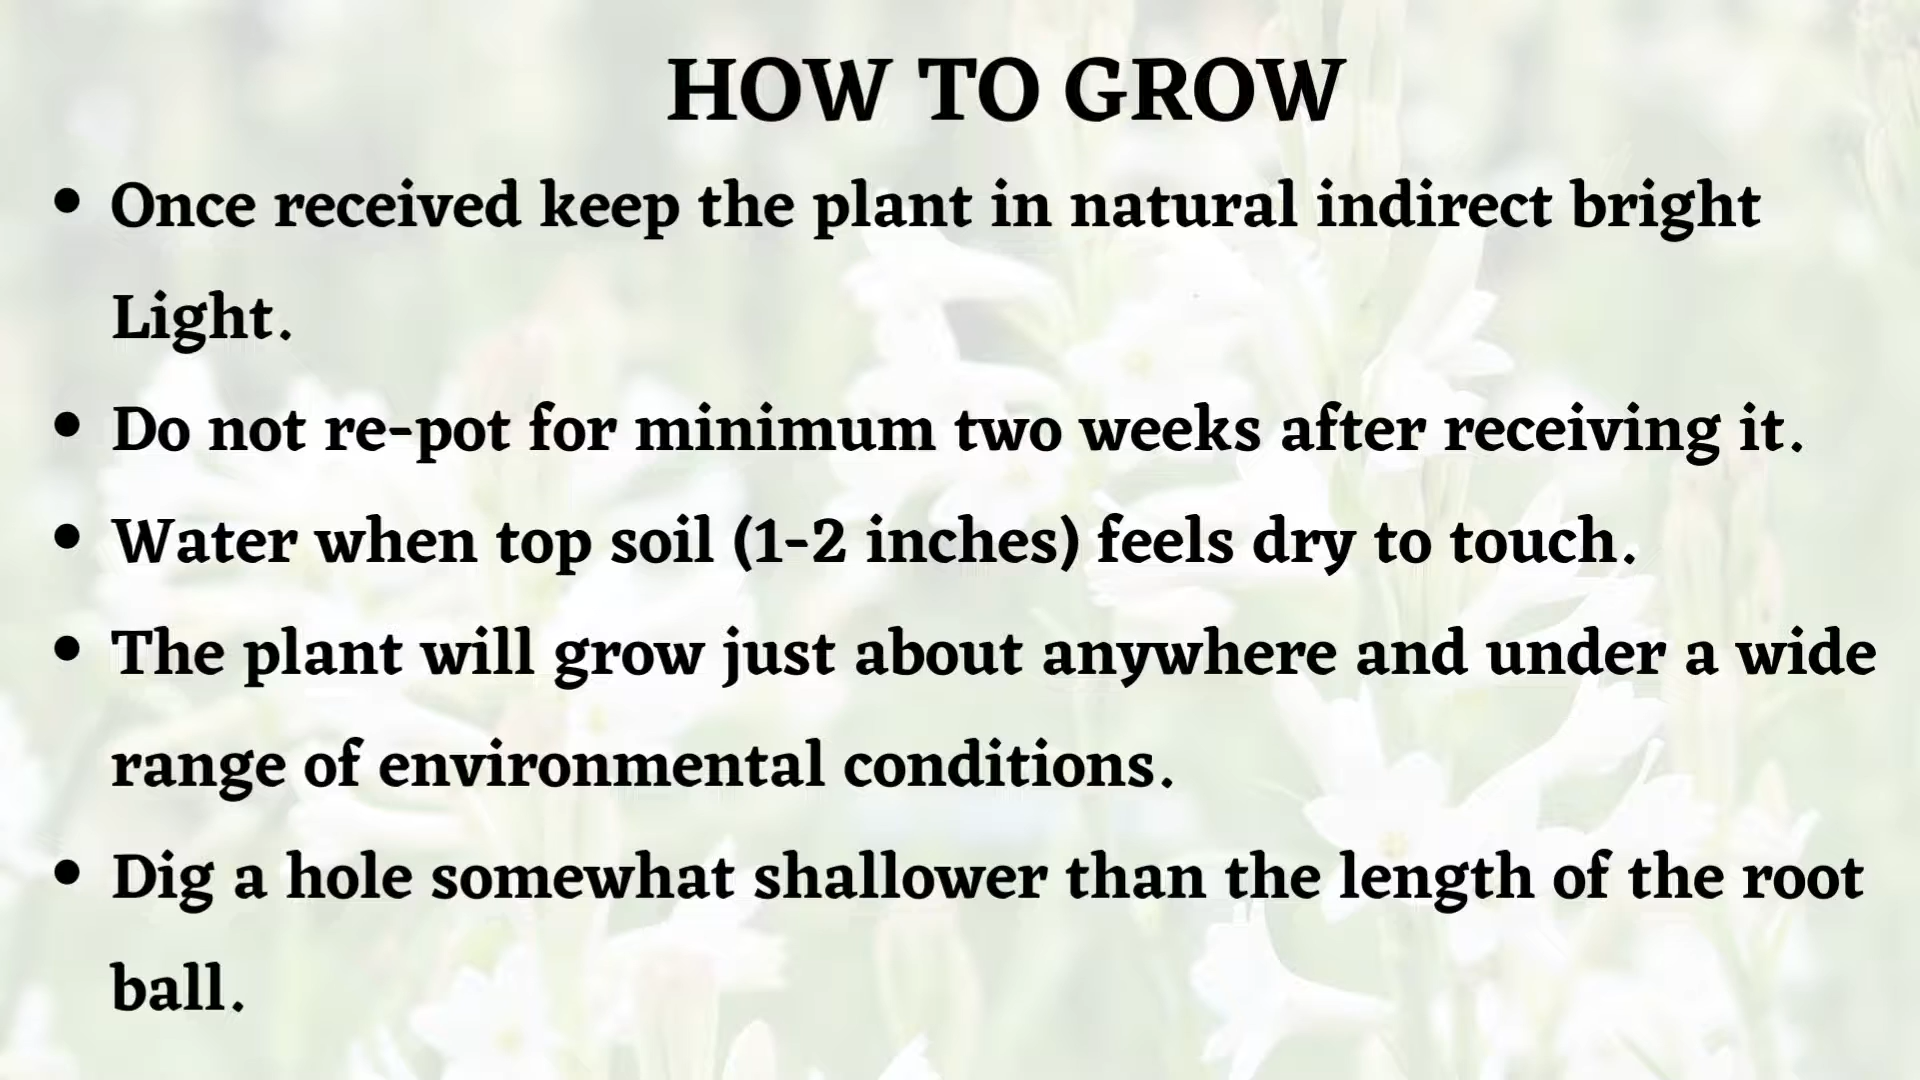 HOW TO GROW
• Once received keep the plant in natural indirect bright
Light.
• Do not re-pot for minimum two weeks after receiving it.
• Water when top soil (1-2 inches) feels dry to touch.
• The plant will grow just about anywhere and under a wide
range of environmental conditions.
• Dig a hole somewhat shallower than the length of the root
ball.